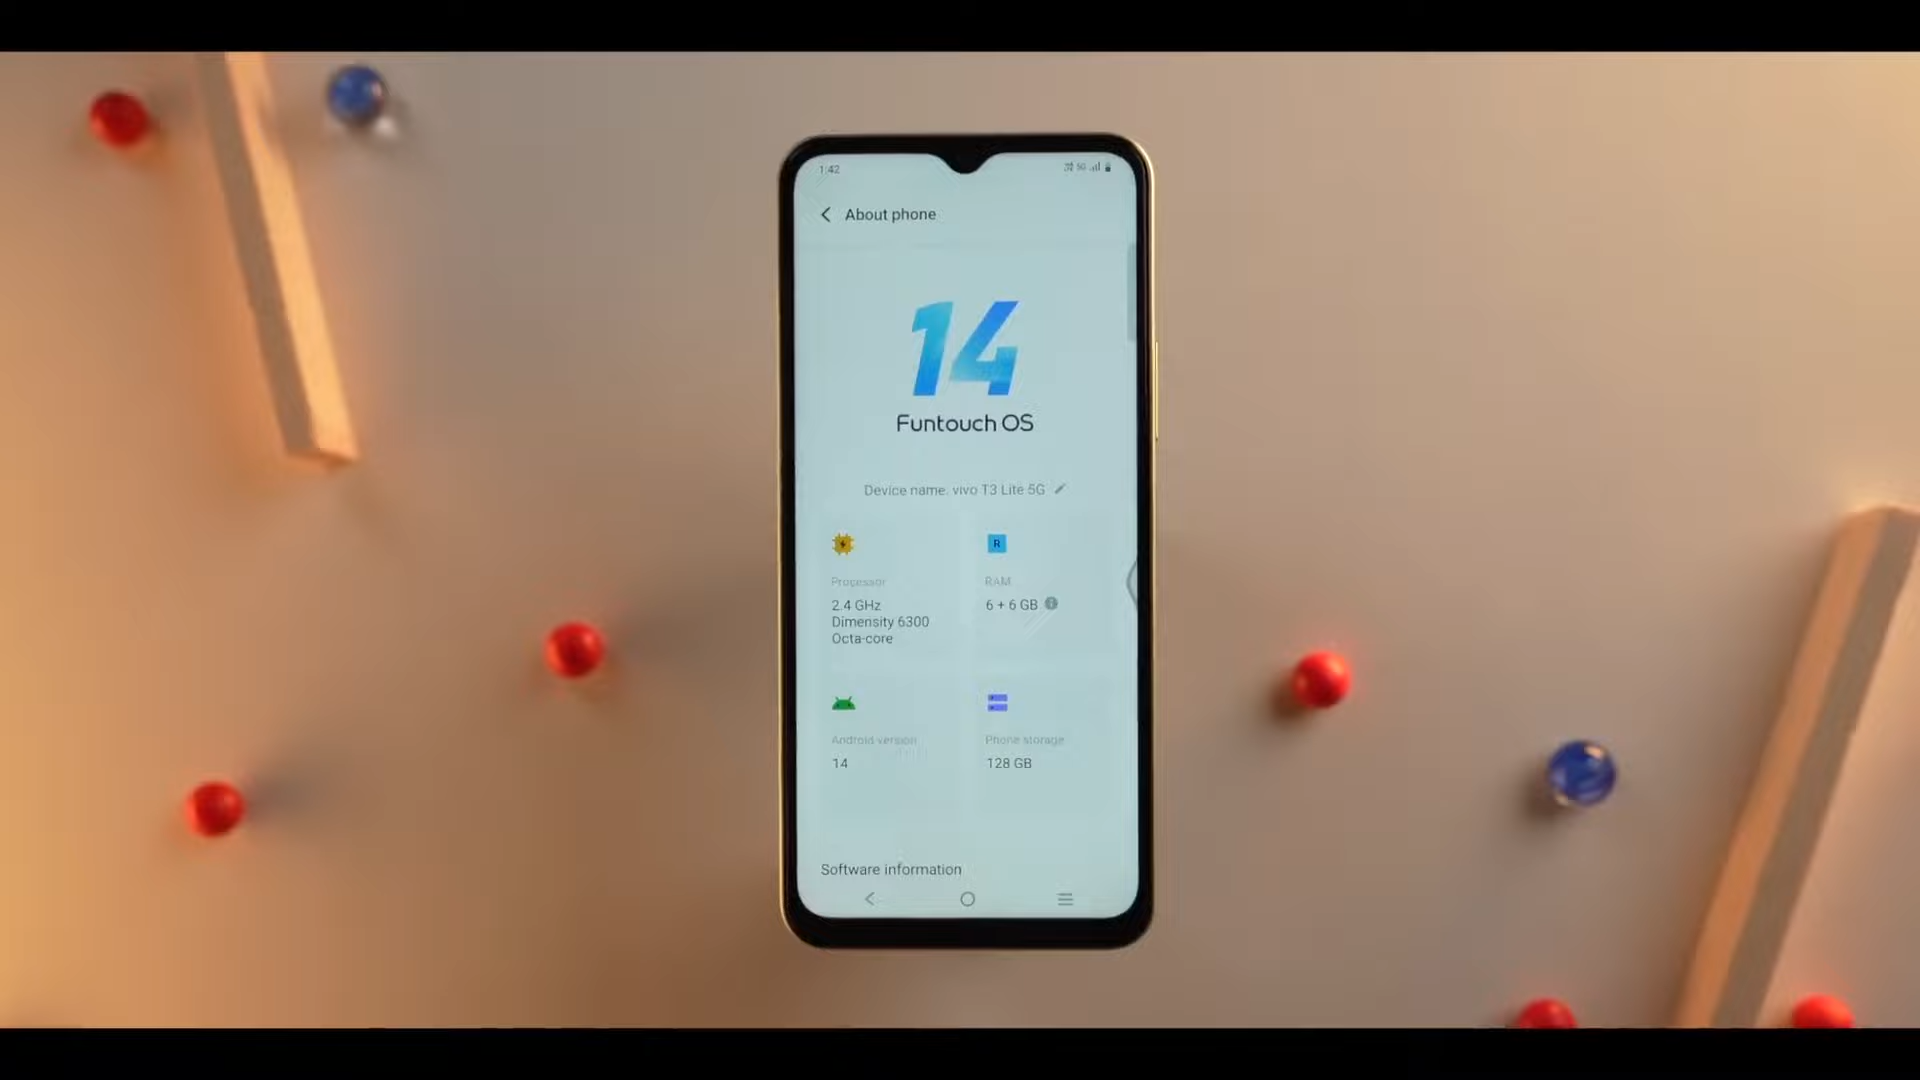 1:42
About phone
14
Funtouch OS
Device name: vivo T3 Lite 5G
R
Processor
2.4 GHz
Dimensity 6300
Octa-core
RAM
6 + 6 GB
Android version
14
Phone storage
128 GB
Software information